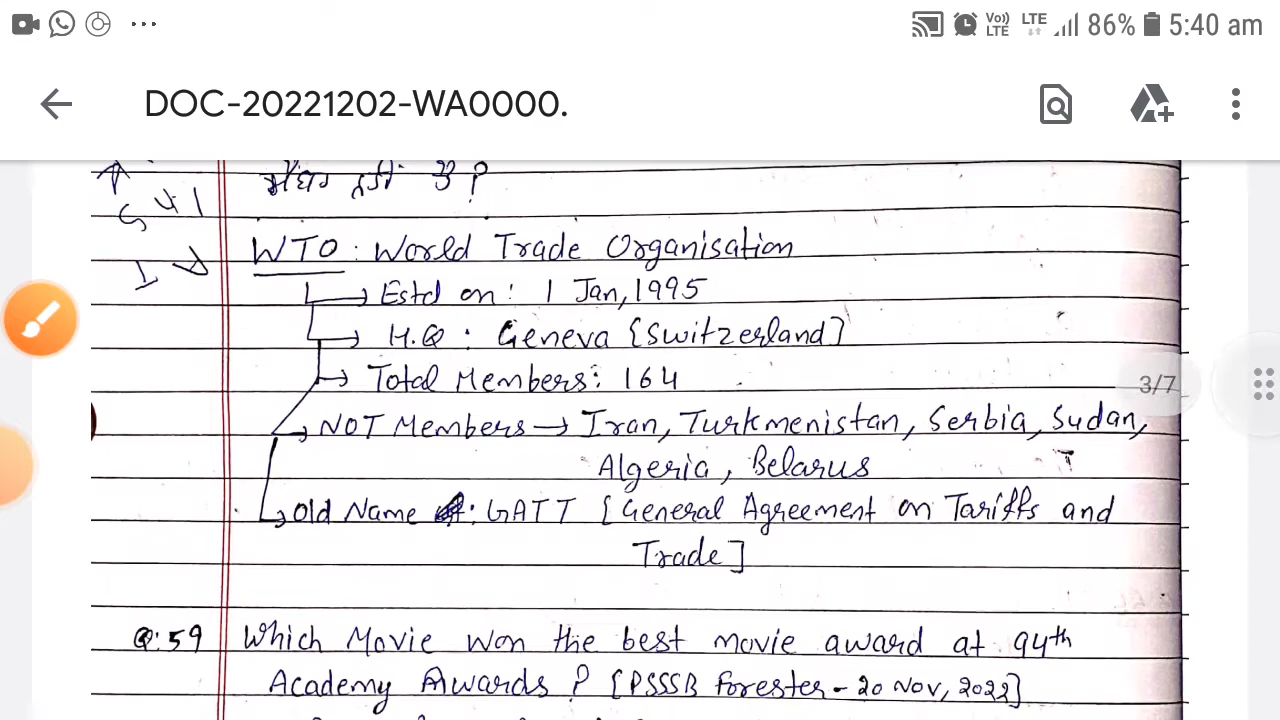 86% 5:40 am
DOC-20221202-WA0000.
ਨਹੀਂ ਹੈ ?
WTO : World Trade Organisation
→ Estd on : 1 Jan, 1995
→ H.Q : Geneva [Switzerland]
3/7
→ Total Members : 164
→ NOT Members → Iran, Turkmenistan, Serbia, Sudan,
Algeria, Belarus
→ Old Name : GATT [General Agreement on Tariffs and
Trade]
Q:59 Which Movie won the best movie award at 94th
Academy Awards ? [PSSSB Forester - 20 Nov, 2022]